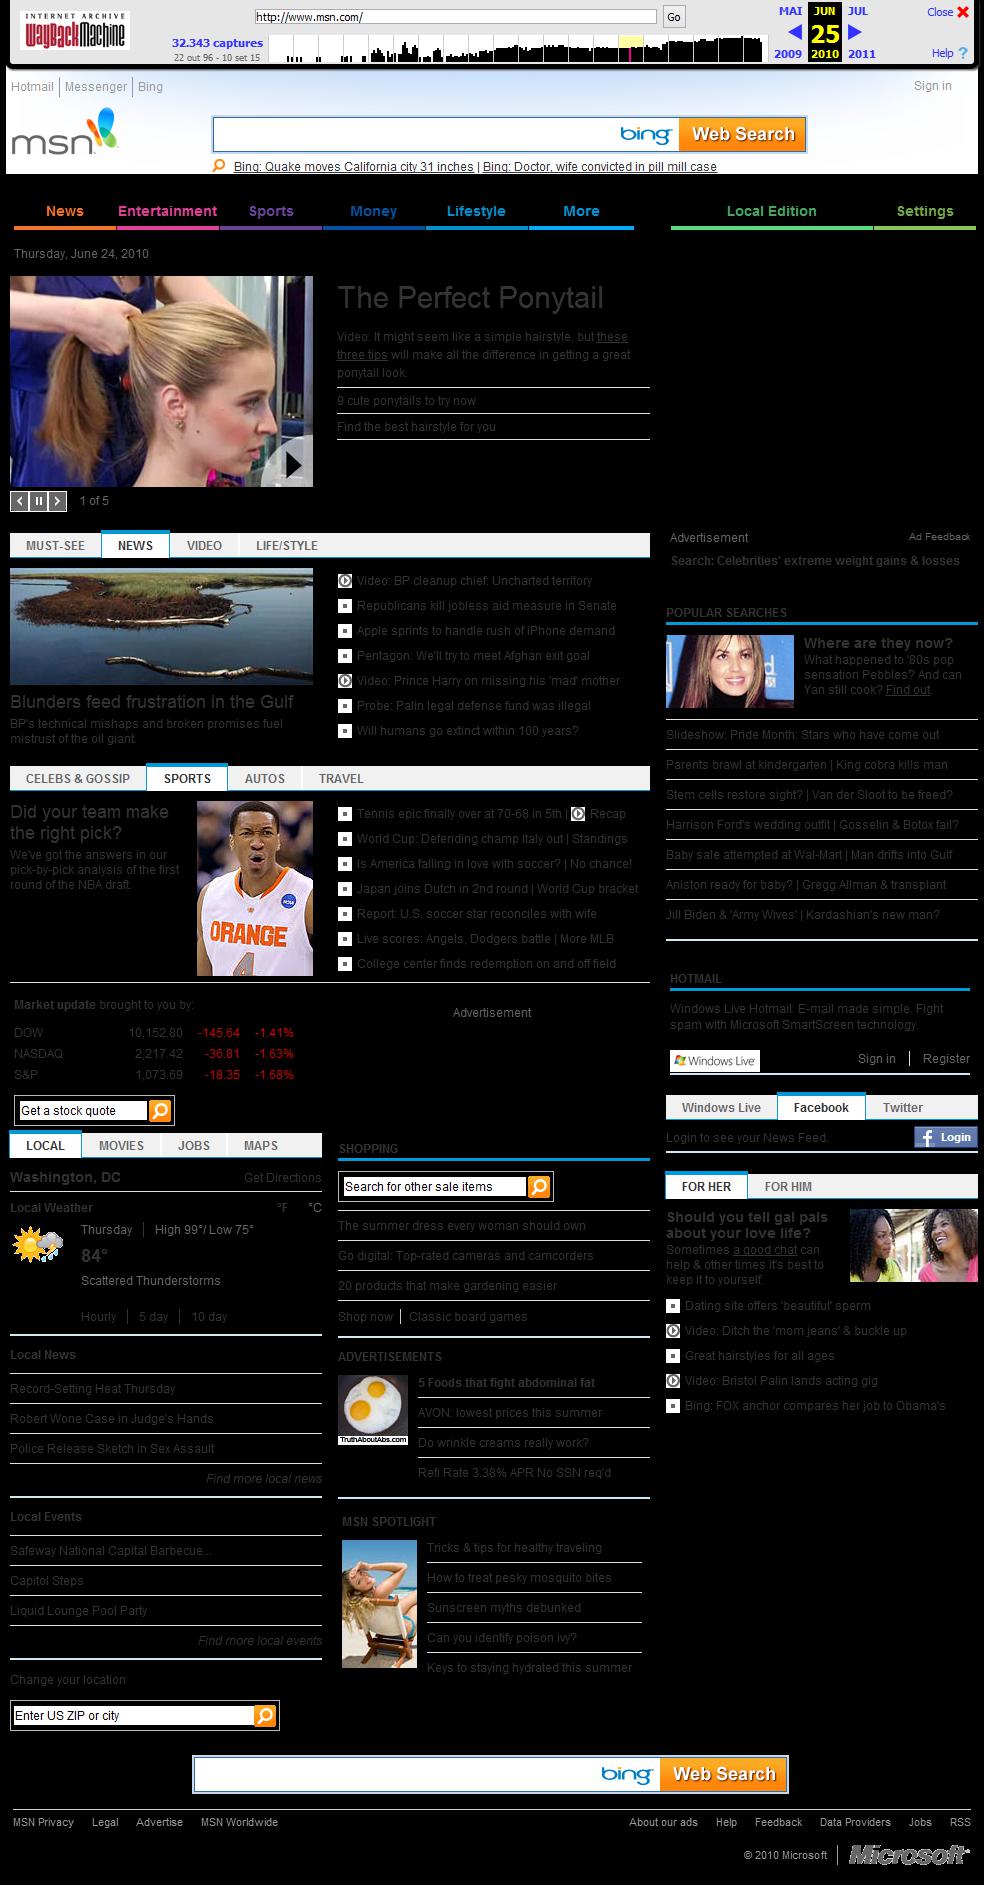 INTERNET ARCHIVE
WayBackMachine
http://www.msn.com/
Go
32.343 captures
22 out 96 - 10 set 15
MAI JUN JUL
25
2009 2010 2011
Close
Help ?
Hotmail | Messenger | Bing
Sign in
msn
bing Web Search
Bing: Quake moves California city 31 inches | Bing: Doctor, wife convicted in pill mill case
News Entertainment Sports Money Lifestyle More Local Edition Settings
Thursday, June 24, 2010
The Perfect Ponytail
Video: It might seem like a simple hairstyle, but these
three tips will make all the difference in getting a great
ponytail look.
9 cute ponytails to try now
Find the best hairstyle for you
1 of 5
MUST-SEE NEWS VIDEO LIFE/STYLE
Blunders feed frustration in the Gulf
BP's technical mishaps and broken promises fuel
mistrust of the oil giant.
Video: BP cleanup chief: Uncharted territory
Republicans kill jobless aid measure in Senate
Apple sprints to handle rush of iPhone demand
Pentagon: We'll try to meet Afghan exit goal
Video: Prince Harry on missing his 'mad' mother
Probe: Palin legal defense fund was illegal
Will humans go extinct within 100 years?
CELEBS & GOSSIP SPORTS AUTOS TRAVEL
Did your team make
the right pick?
We've got the answers in our
pick-by-pick analysis of the first
round of the NBA draft.
ORANGE
4
Tennis epic finally over at 70-68 in 5th | Recap
World Cup: Defending champ Italy out | Standings
Is America falling in love with soccer? | No chance!
Japan joins Dutch in 2nd round | World Cup bracket
Report: U.S. soccer star reconciles with wife
Live scores: Angels, Dodgers battle | More MLB
College center finds redemption on and off field
Market update brought to you by:
DOW 10,152.80 -145.64 -1.41%
NASDAQ 2,217.42 -36.81 -1.63%
S&P 1,073.69 -18.35 -1.68%
Get a stock quote
Advertisement
LOCAL MOVIES JOBS MAPS
Washington, DC Get Directions
Local Weather °F °C
Thursday | High 99°/ Low 75°
84°
Scattered Thunderstorms
Hourly | 5 day | 10 day
Local News
Record-Setting Heat Thursday
Robert Wone Case in Judge's Hands
Police Release Sketch in Sex Assault
Find more local news
Local Events
Safeway National Capital Barbecue...
Capitol Steps
Liquid Lounge Pool Party
Find more local events
Change your location
Enter US ZIP or city
SHOPPING
Search for other sale items
The summer dress every woman should own
Go digital: Top-rated cameras and camcorders
20 products that make gardening easier
Shop now | Classic board games
ADVERTISEMENTS
TruthAboutAbs.com
5 Foods that fight abdominal fat
AVON: lowest prices this summer
Do wrinkle creams really work?
Refi Rate 3.38% APR No SSN req'd
MSN SPOTLIGHT
Tricks & tips for healthy traveling
How to treat pesky mosquito bites
Sunscreen myths debunked
Can you identify poison ivy?
Keys to staying hydrated this summer
Advertisement Ad Feedback
Search: Celebrities' extreme weight gains & losses
POPULAR SEARCHES
Where are they now?
What happened to '80s pop
sensation Pebbles? And can
Yan still cook? Find out.
Slideshow: Pride Month: Stars who have come out
Parents brawl at kindergarten | King cobra kills man
Stem cells restore sight? | Van der Sloot to be freed?
Harrison Ford's wedding outfit | Gosselin & Botox fail?
Baby sale attempted at Wal-Mart | Man drifts into Gulf
Aniston ready for baby? | Gregg Allman & transplant
Jill Biden & 'Army Wives' | Kardashian's new man?
HOTMAIL
Windows Live Hotmail: E-mail made simple. Fight
spam with Microsoft SmartScreen technology.
Windows Live Sign in | Register
Windows Live Facebook Twitter
Login to see your News Feed. f Login
FOR HER FOR HIM
Should you tell gal pals
about your love life?
Sometimes a good chat can
help & other times it's best to
keep it to yourself.
Dating site offers 'beautiful' sperm
Video: Ditch the 'mom jeans' & buckle up
Great hairstyles for all ages
Video: Bristol Palin lands acting gig
Bing: FOX anchor compares her job to Obama's
bing Web Search
MSN Privacy Legal Advertise MSN Worldwide About our ads Help Feedback Data Providers Jobs RSS
© 2010 Microsoft | Microsoft